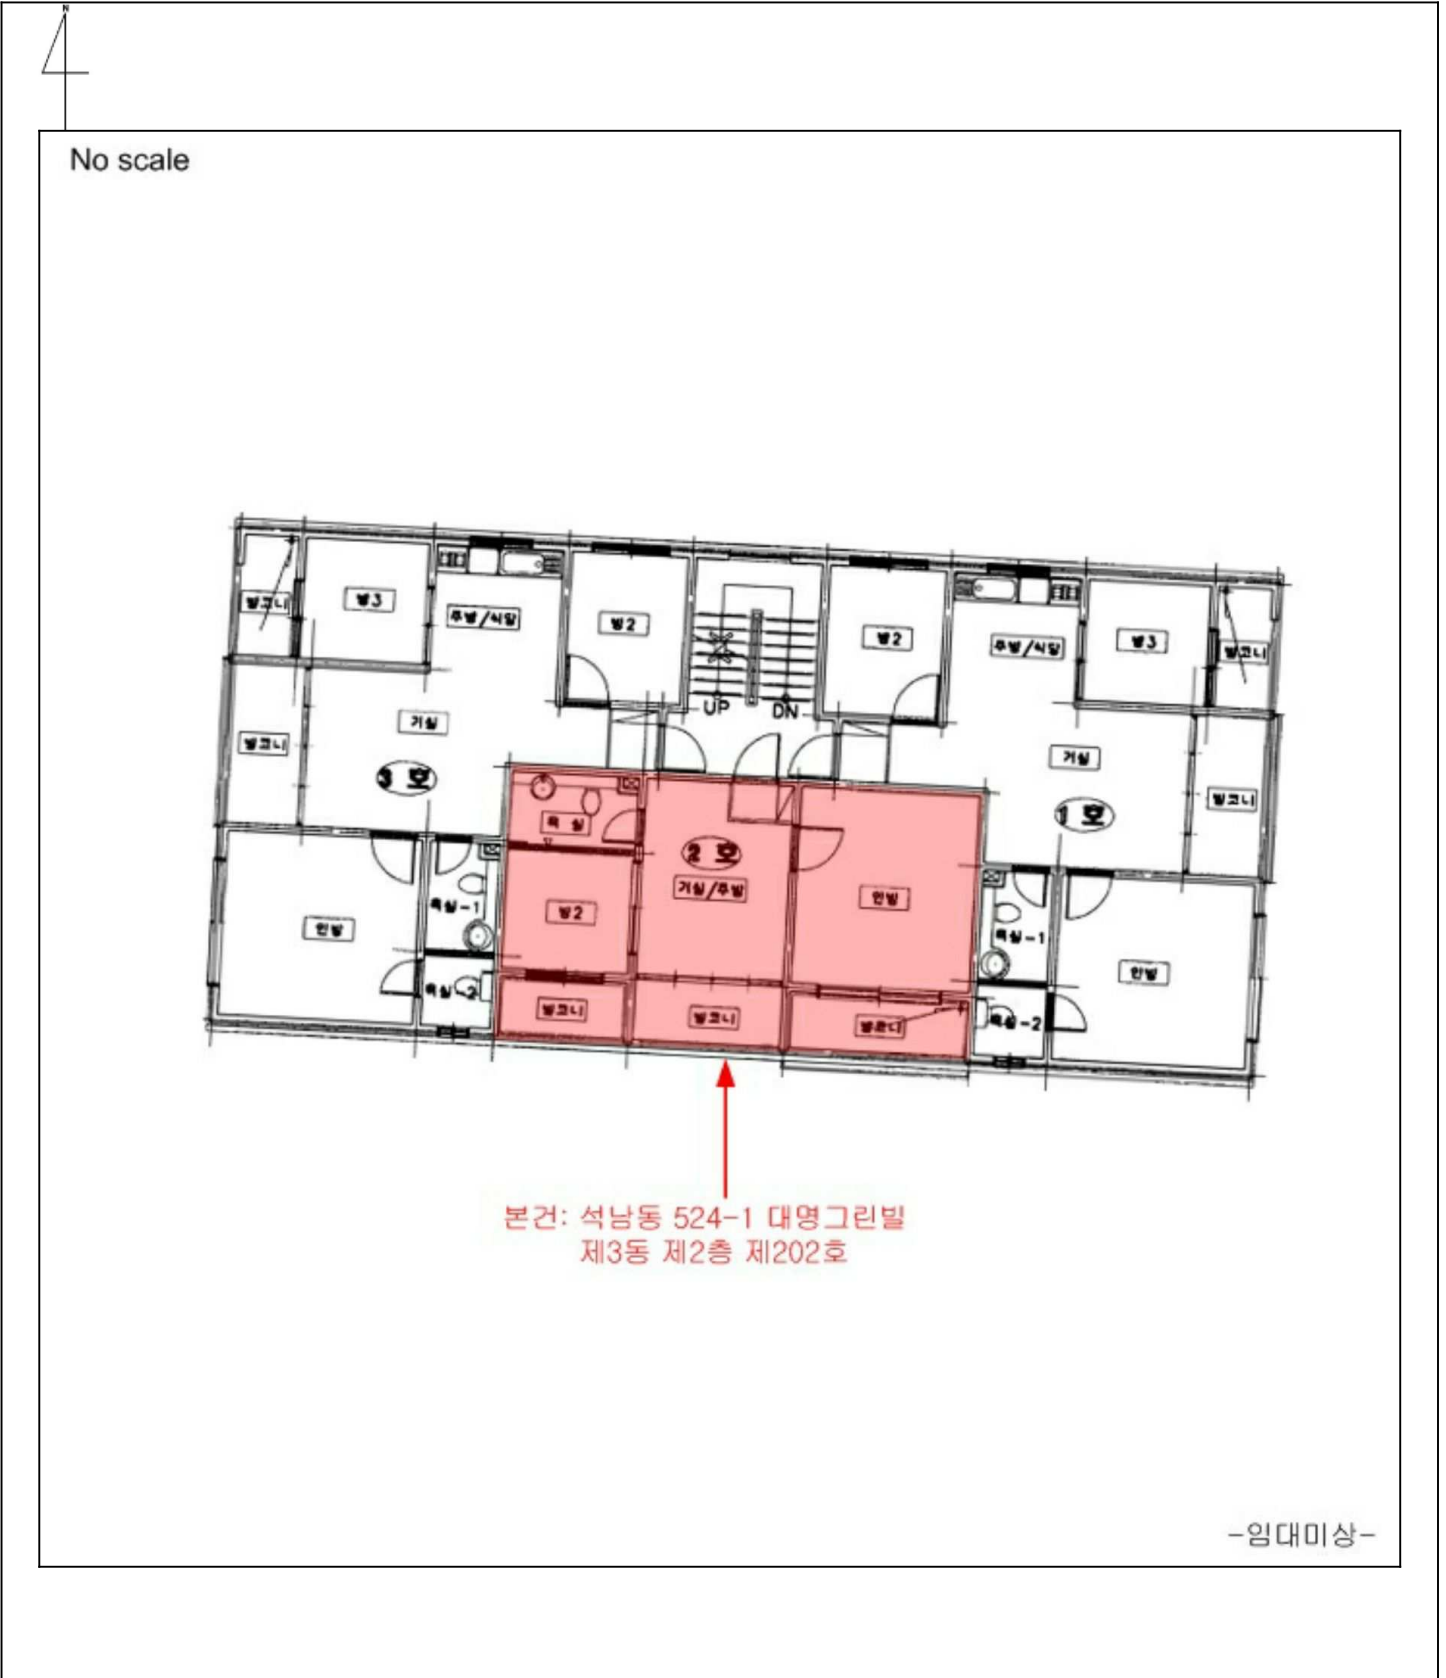 N
No scale
발코니
방3
주방/식당
방2
방2
주방/식당
방3
발코니
UP
DN
발코니
거실
3 호
거실
1 호
발코니
욕 실
2 호
거실/주방
안방
방2
안방
욕실-1
욕실-2
욕실-1
욕실-2
안방
발코니
발코니
발코니
본건: 석남동 524-1 대명그린빌
제3동 제2층 제202호
-임대미상-